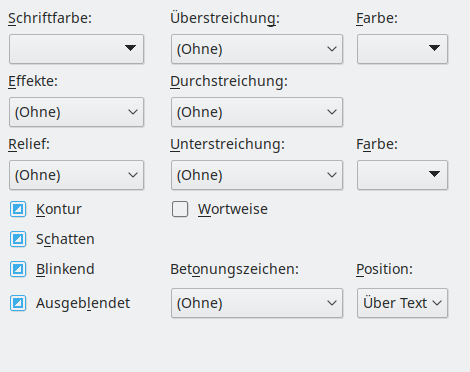 Schriftfarbe: Überstreichung: Farbe:
(Ohne)
Effekte: Durchstreichung:
(Ohne) (Ohne)
Relief: Unterstreichung: Farbe:
(Ohne) (Ohne)
Kontur Wortweise
Schatten
Blinkend Betonungszeichen: Position:
Ausgeblendet (Ohne) Über Text